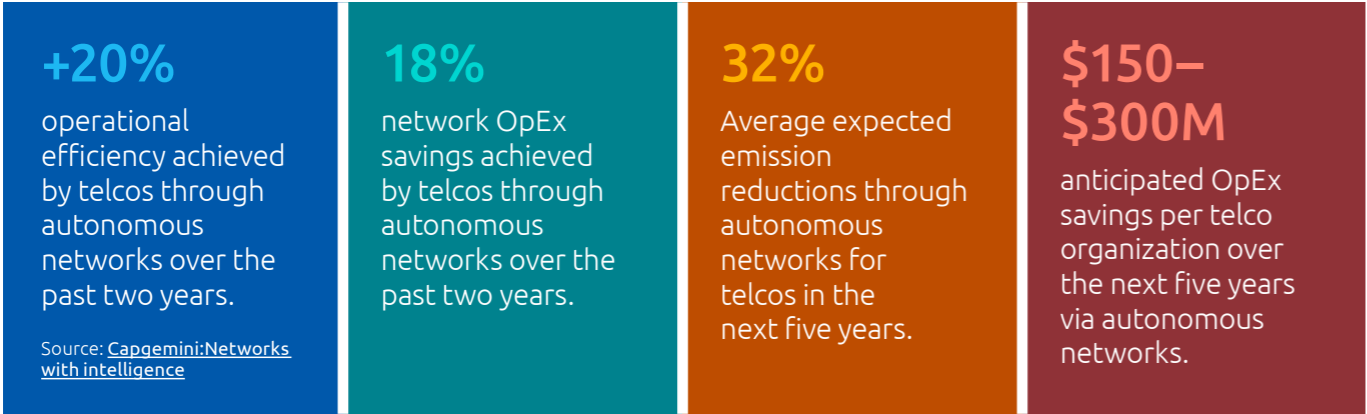 +20%
operational
efficiency achieved
by telcos through
autonomous
networks over the
past two years.
Source: Capgemini:Networks
with intelligence
18%
network OpEx
savings achieved
by telcos through
autonomous
networks over the
past two years.
32%
Average expected
emission
reductions through
autonomous
networks for
telcos in the
next five years.
$150–
$300M
anticipated OpEx
savings per telco
organization over
the next five years
via autonomous
networks.